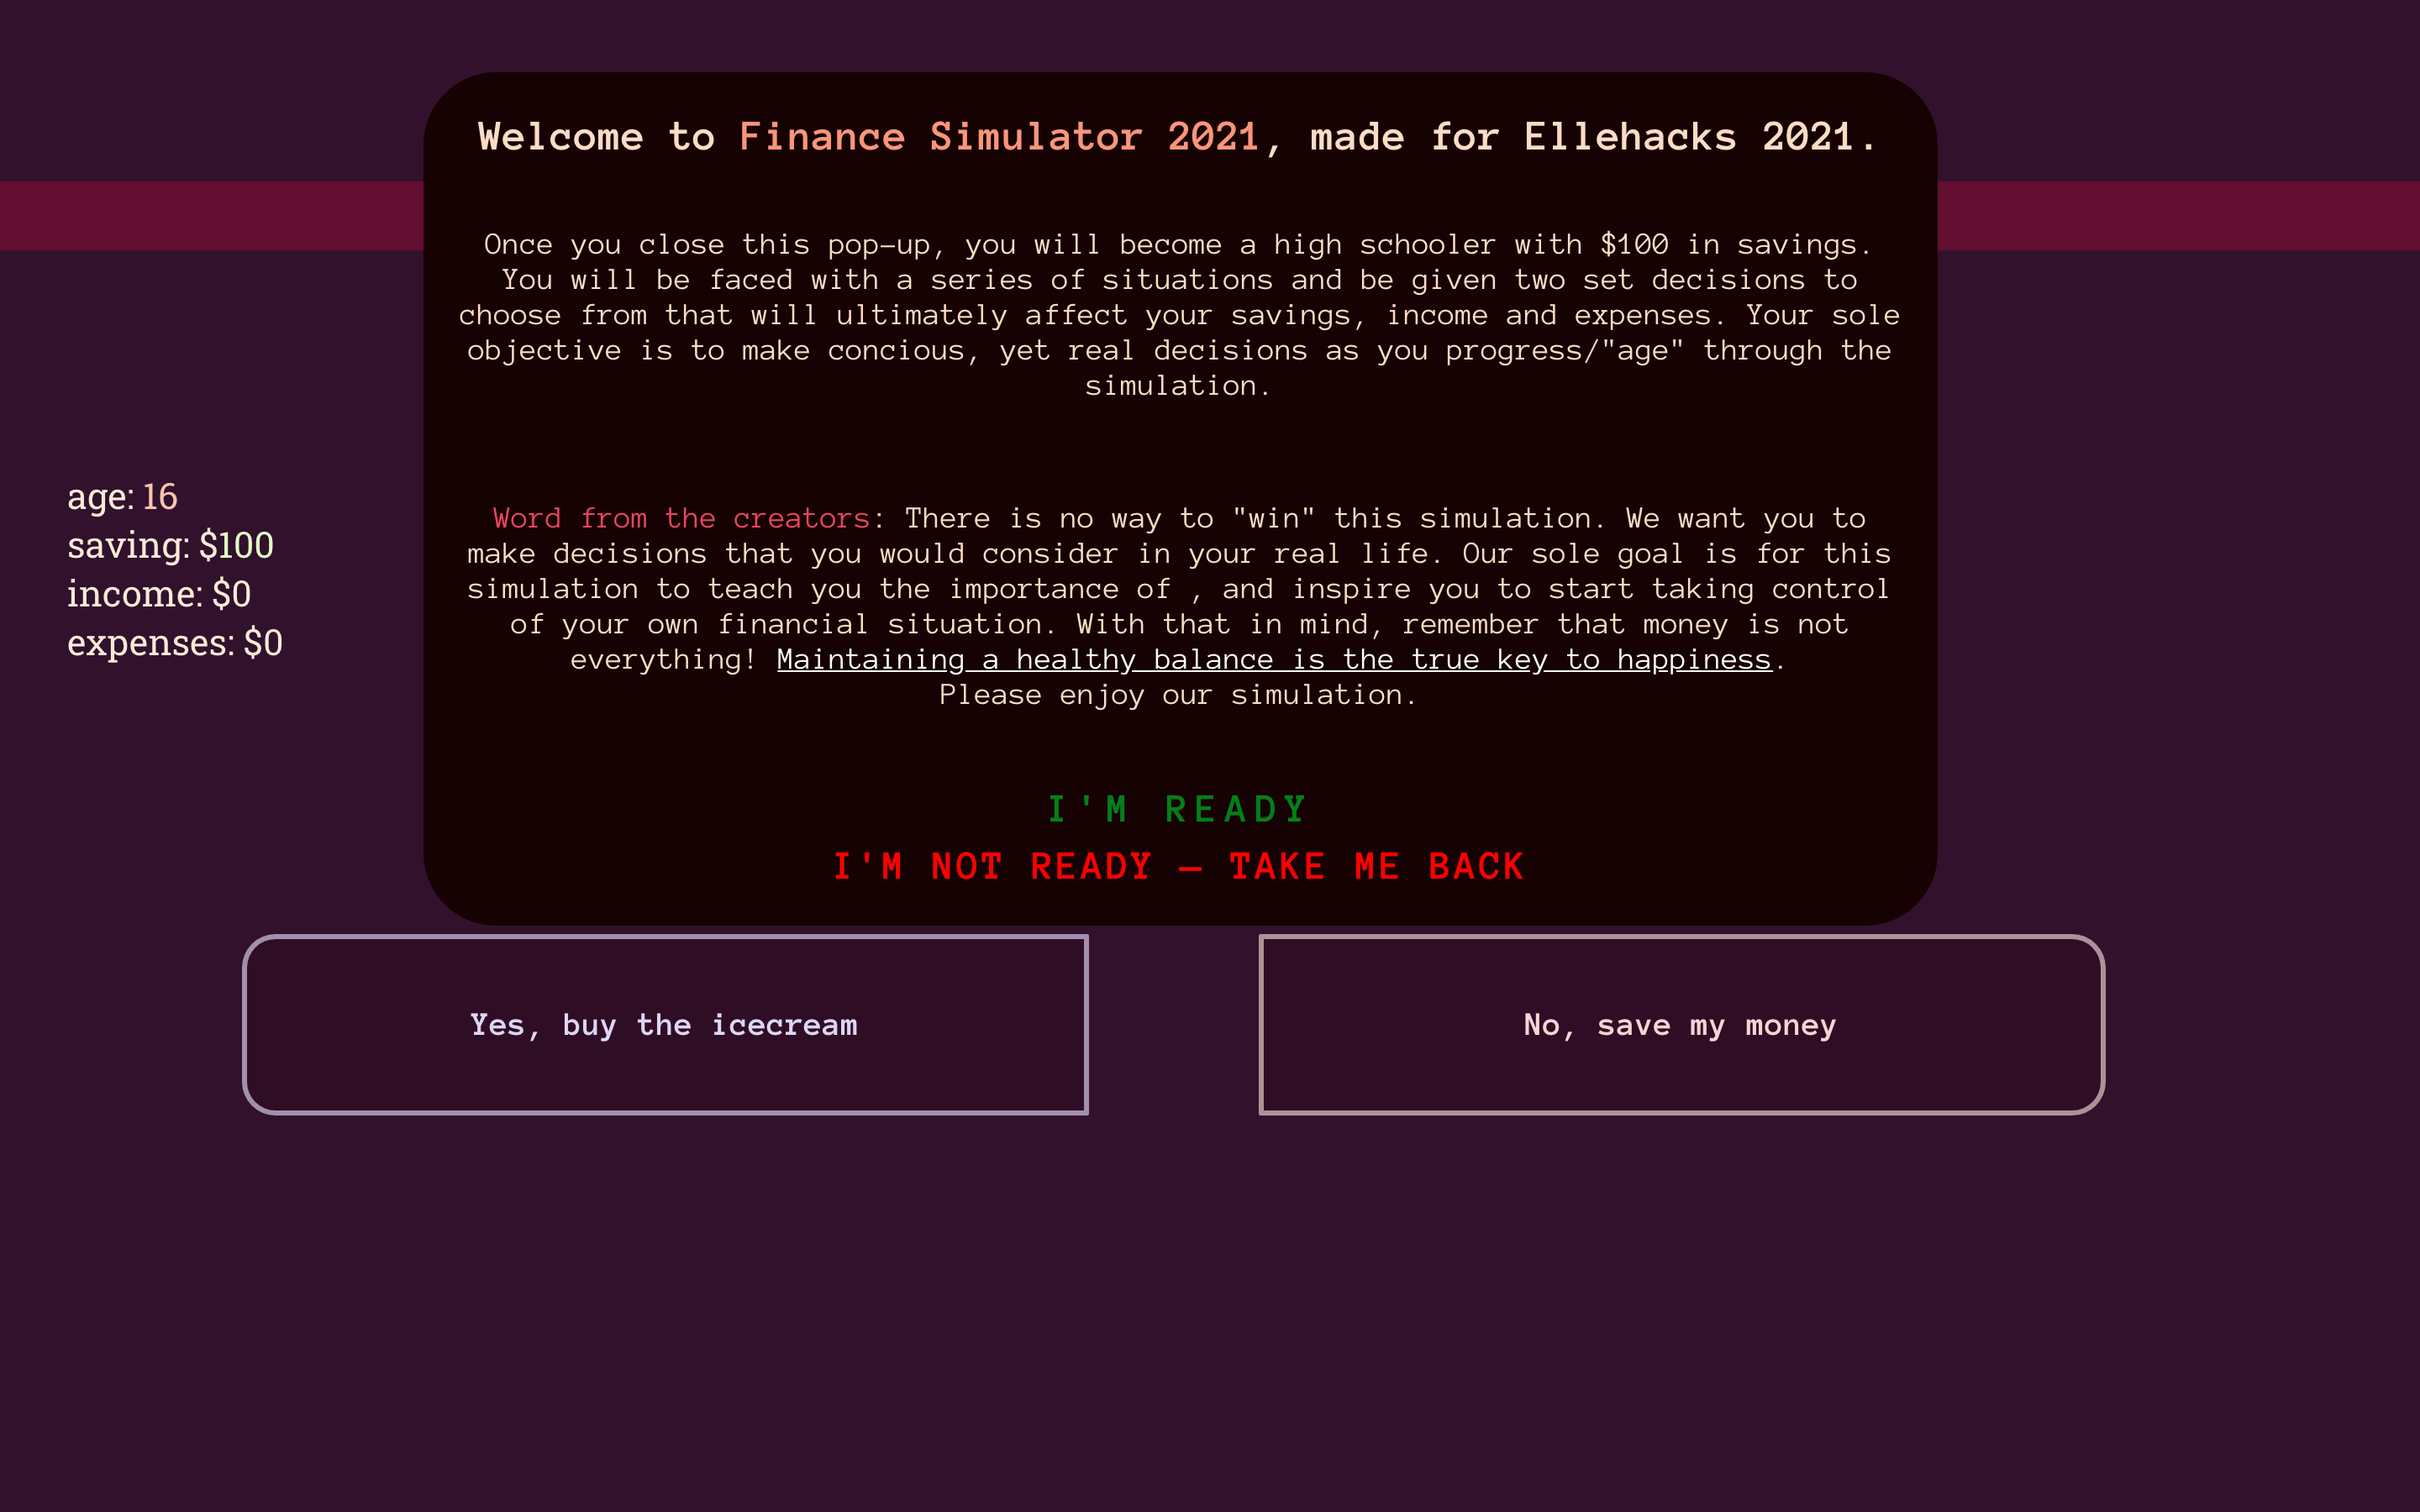 Welcome to Finance Simulator 2021, made for Ellehacks 2021.
Once you close this pop-up, you will become a high schooler with $100 in savings.
You will be faced with a series of situations and be given two set decisions to
choose from that will ultimately affect your savings, income and expenses. Your sole
objective is to make concious, yet real decisions as you progress/"age" through the
simulation.
age: 16
saving: $100
income: $0
expenses: $0
Word from the creators: There is no way to "win" this simulation. We want you to
make decisions that you would consider in your real life. Our sole goal is for this
simulation to teach you the importance of , and inspire you to start taking control
of your own financial situation. With that in mind, remember that money is not
everything! Maintaining a healthy balance is the true key to happiness.
Please enjoy our simulation.
I'M READY
I'M NOT READY – TAKE ME BACK
Yes, buy the icecream
No, save my money